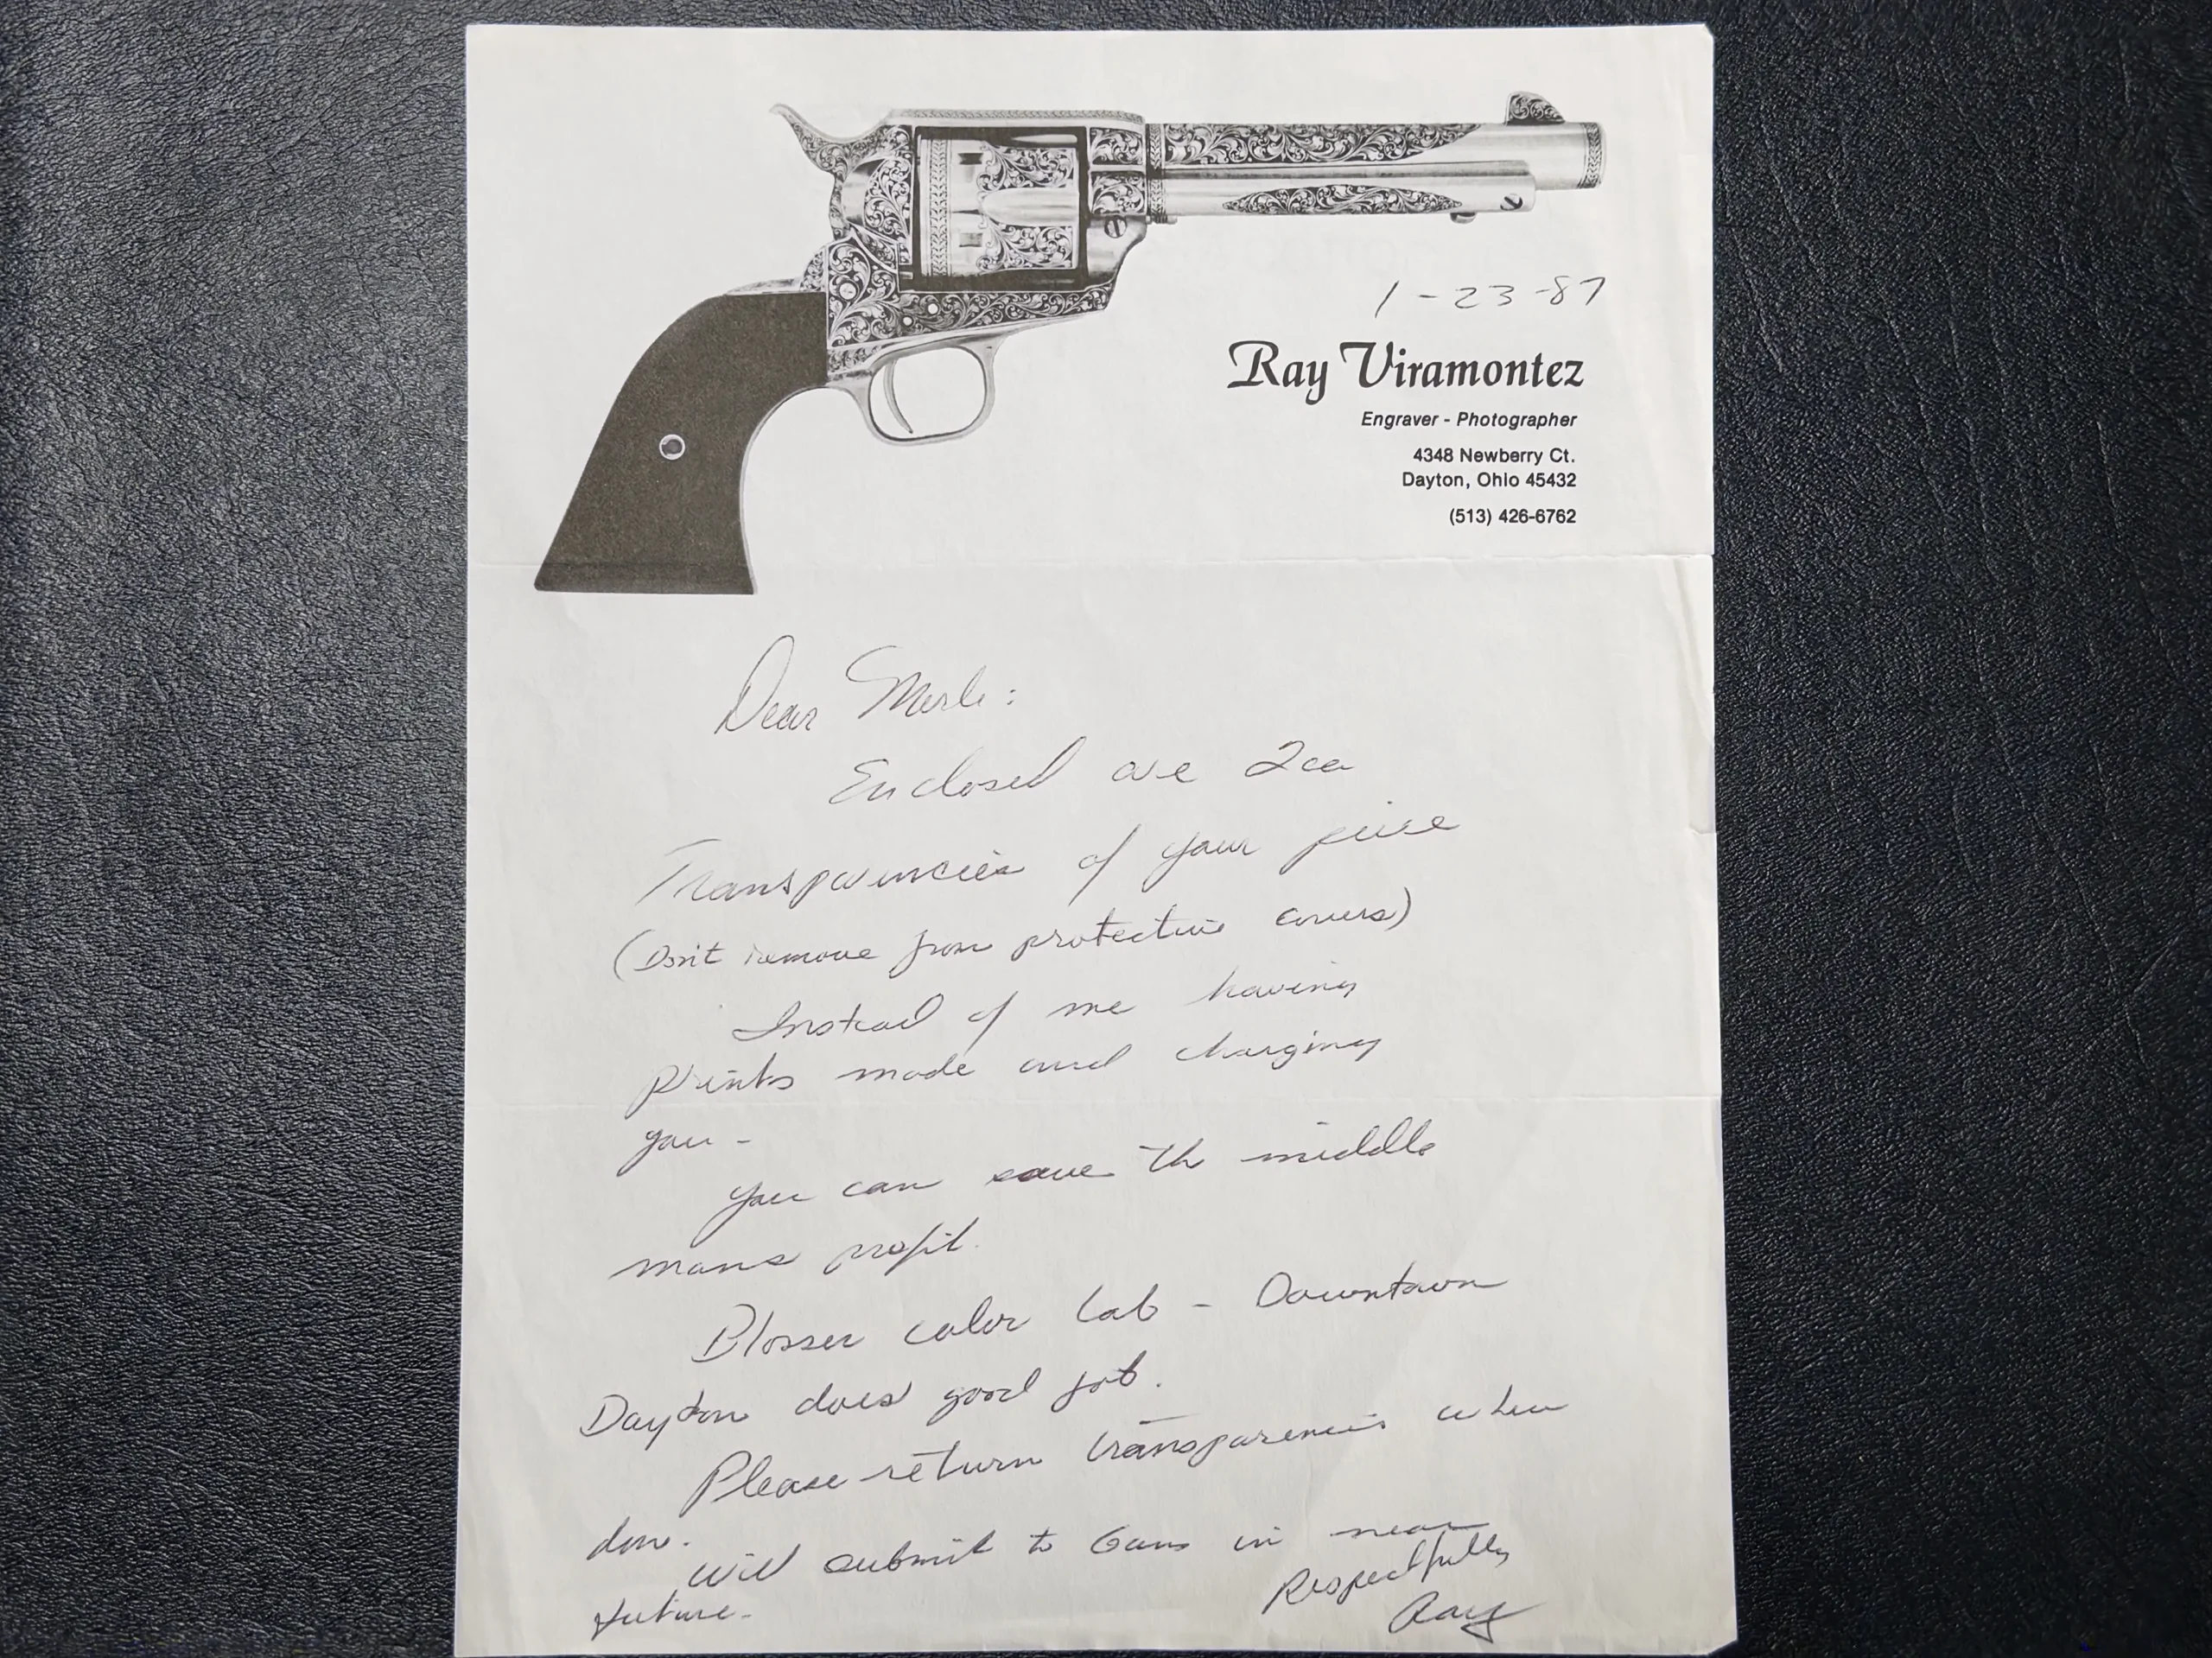 1-23-87
Ray Viramontez
Engraver - Photographer
4348 Newberry Ct.
Dayton, Ohio 45432
(513) 426-6762
Dear Merle:
Enclosed are 2ea
Transparencies of your piece
(Don't remove from protective covers)
Instead of me having
prints made and charging
you -
you can save the middle
mans profit.
Blosser color lab - Downtown
Dayton does good job.
Please return transparencies when
done.
will submit to Guns in near
future.
Respectfully
Ray